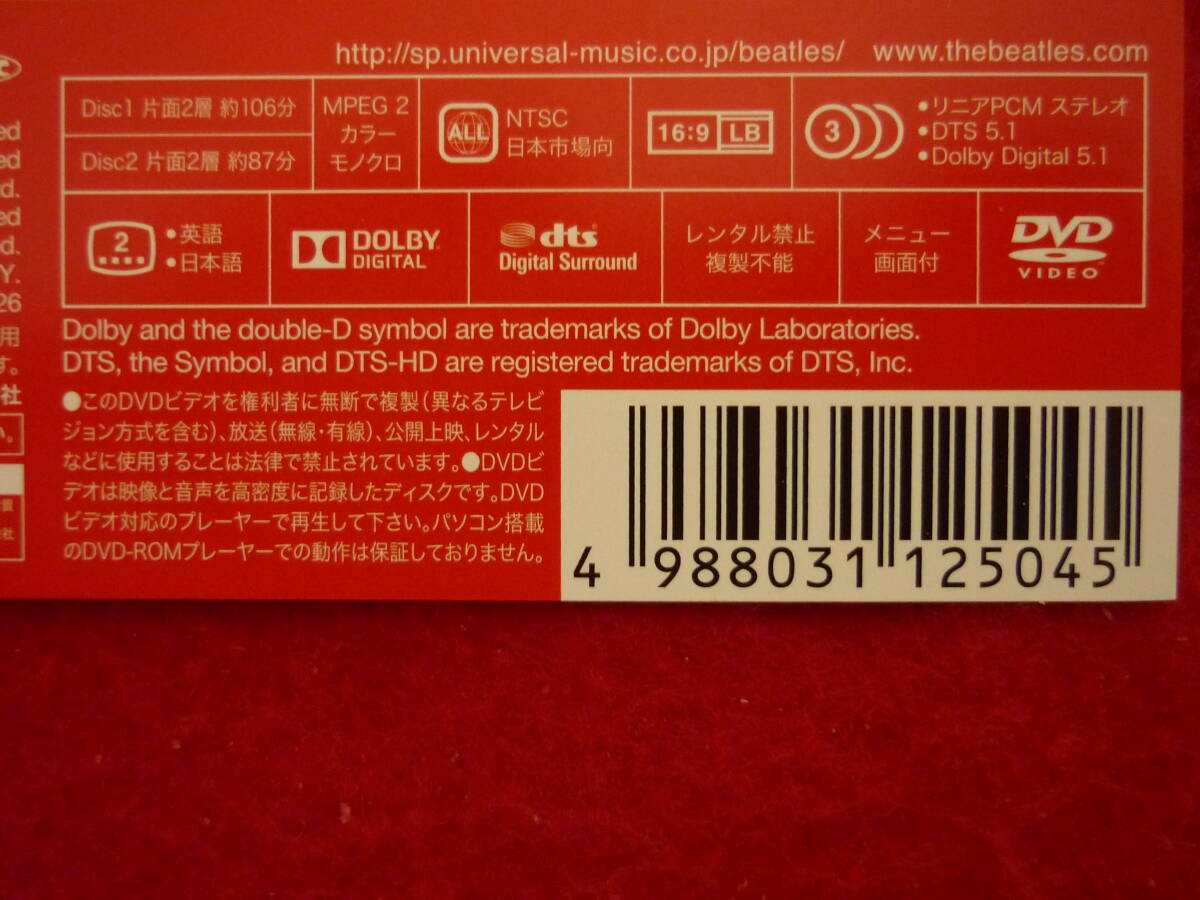 http://sp.universal-music.co.jp/beatles/ www.thebeatles.com
Disc1 片面2層 約106分
Disc2 片面2層 約87分
MPEG 2
カラー
モノクロ
ALL
NTSC
日本市場向
16:9 LB
3
•リニアPCM ステレオ
•DTS 5.1
•Dolby Digital 5.1
2
•英語
•日本語
DOLBY
DIGITAL
dts
Digital Surround
レンタル禁止
複製不能
メニュー
画面付
DVD
VIDEO
ed
ed
td.
ed
d.
Y.
26
用
す。
社
い。
Dolby and the double-D symbol are trademarks of Dolby Laboratories.
DTS, the Symbol, and DTS-HD are registered trademarks of DTS, Inc.
●このDVDビデオを権利者に無断で複製(異なるテレビ
ジョン方式を含む)、放送(無線・有線)、公開上映、レンタル
などに使用することは法律で禁止されています。●DVDビ
デオは映像と音声を高密度に記録したディスクです。DVD
ビデオ対応のプレーヤーで再生して下さい。パソコン搭載
のDVD-ROMプレーヤーでの動作は保証しておりません。
4 988031 125045